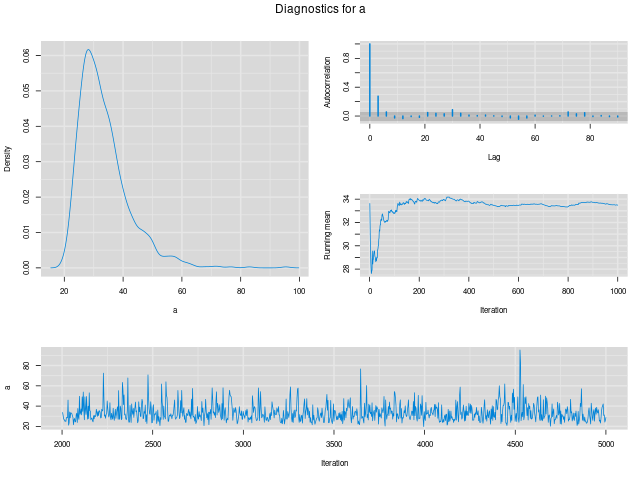 Diagnostics for a
Density
0.00 0.01 0.02 0.03 0.04 0.05 0.06
20 40 60 80 100
a
Autocorrelation
0.0 0.4 0.8
0 20 40 60 80
Lag
Running mean
28 30 32 34
0 200 400 600 800 1000
Iteration
a
20 40 60 80
2000 2500 3000 3500 4000 4500 5000
Iteration